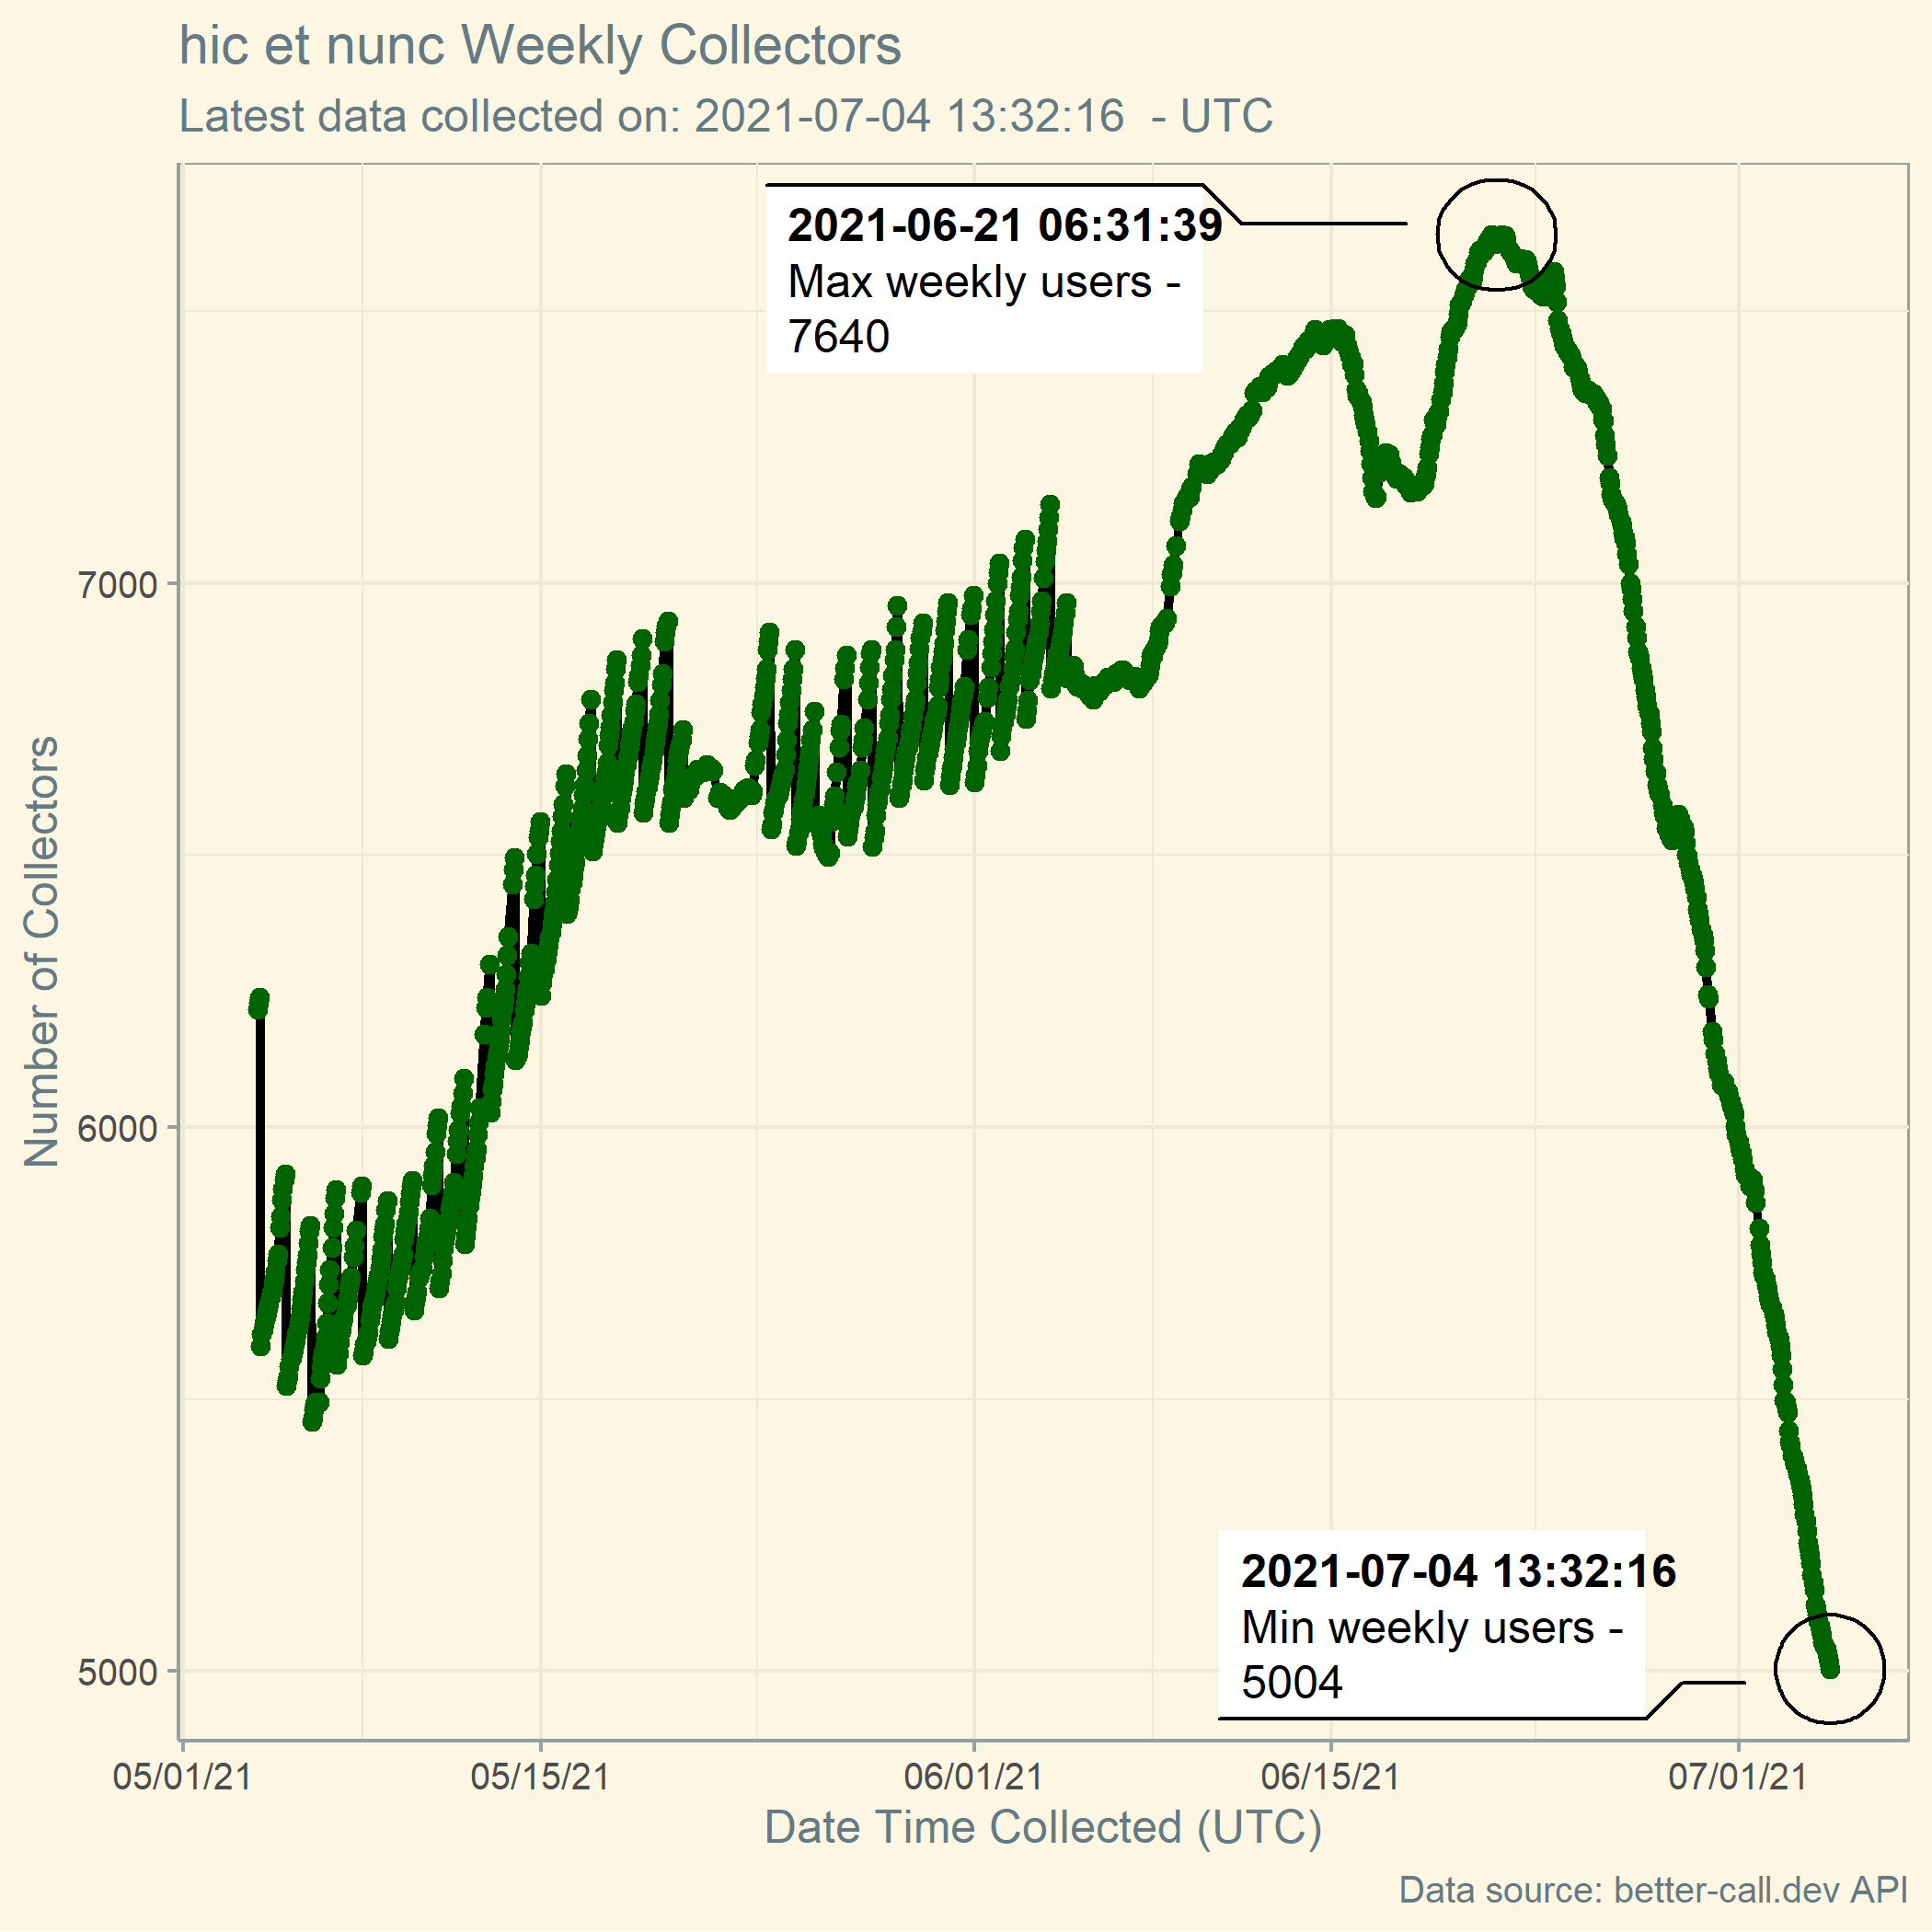 hic et nunc Weekly Collectors
Latest data collected on: 2021-07-04 13:32:16  - UTC
2021-06-21 06:31:39
Max weekly users -
7640
Number of Collectors
7000
6000
5000
2021-07-04 13:32:16
Min weekly users -
5004
05/01/21 05/15/21 06/01/21 06/15/21 07/01/21
Date Time Collected (UTC)
Data source: better-call.dev API